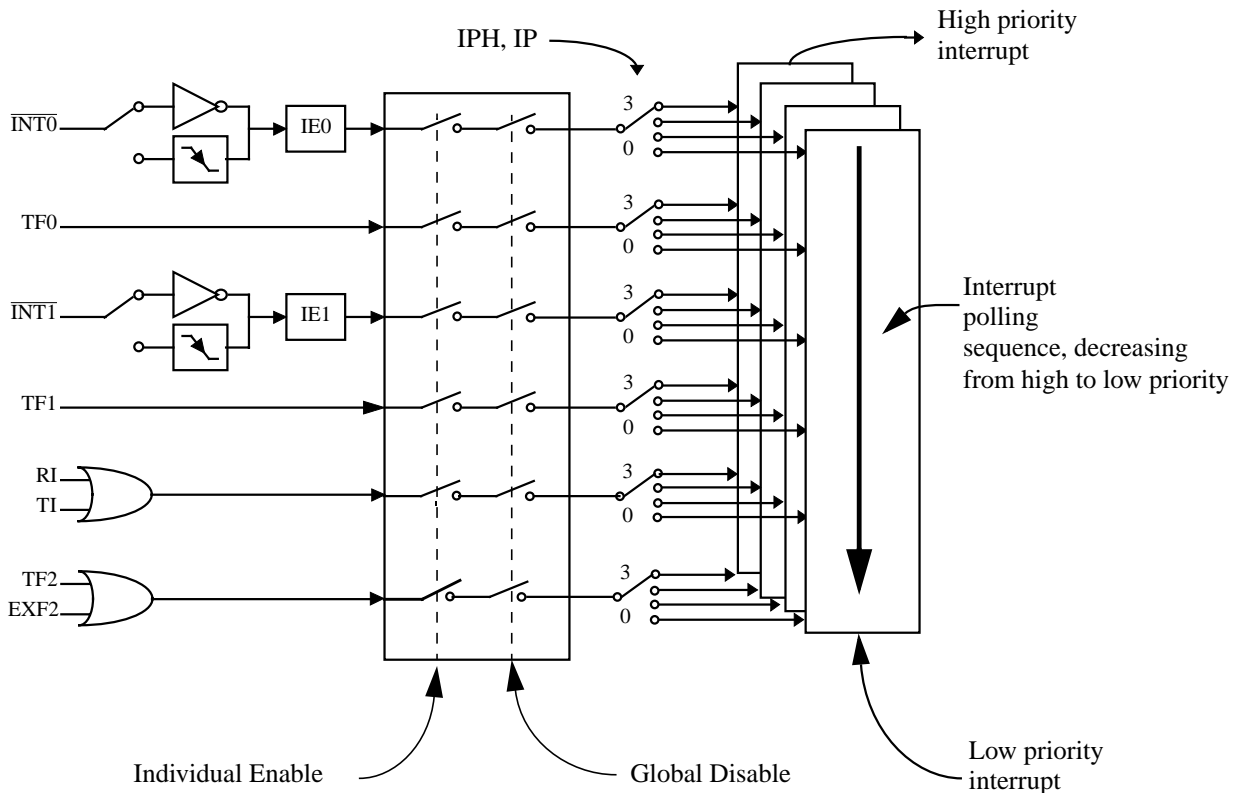 High priority
interrupt
IPH, IP
INT0
IE0
3
0
TF0
3
0
INT1
IE1
3
0
Interrupt
polling
sequence, decreasing
from high to low priority
TF1
3
0
RI
TI
3
0
TF2
EXF2
3
0
Individual Enable
Global Disable
Low priority
interrupt